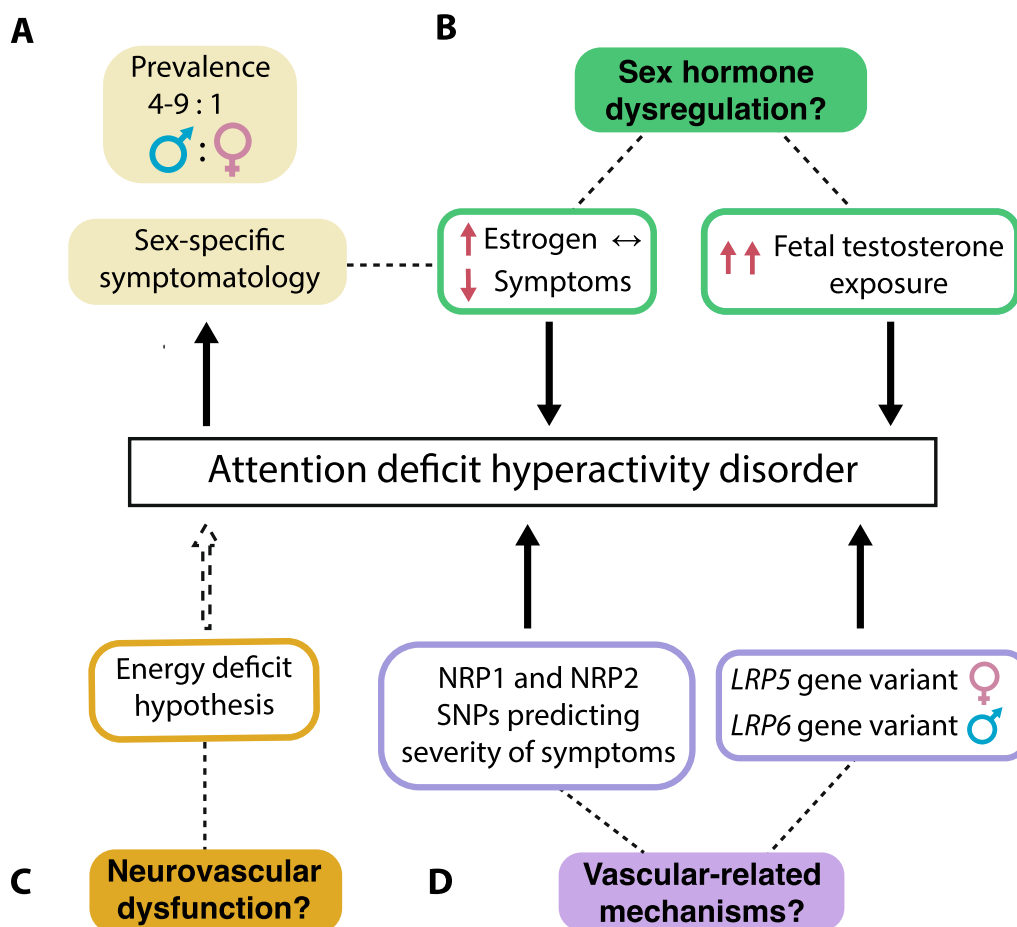 A
Prevalence
4-9 : 1
:
Sex-specific
symptomatology
B
Sex hormone
dysregulation?
Estrogen ↔
Symptoms
Fetal testosterone
exposure
Attention deficit hyperactivity disorder
Energy deficit
hypothesis
C
Neurovascular
dysfunction?
NRP1 and NRP2
SNPs predicting
severity of symptoms
LRP5 gene variant ♀
LRP6 gene variant ♂
D
Vascular-related
mechanisms?